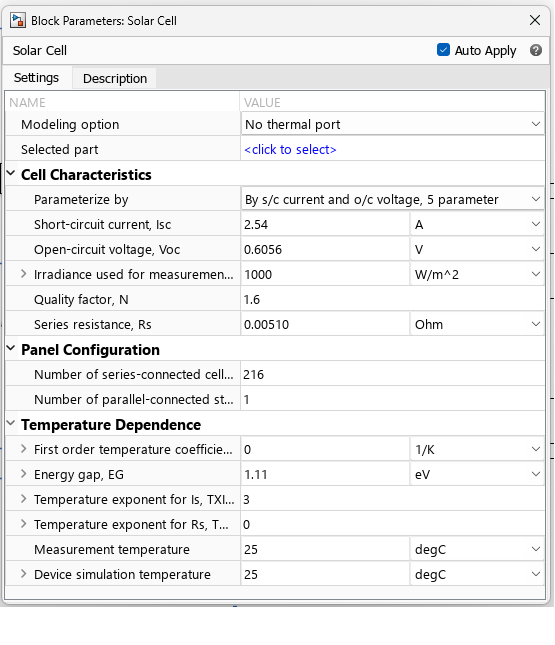 Block Parameters: Solar Cell
Solar Cell
Auto Apply
Settings Description
NAME VALUE
Modeling option No thermal port
Selected part <click to select>
Cell Characteristics
Parameterize by By s/c current and o/c voltage, 5 parameter
Short-circuit current, Isc 2.54 A
Open-circuit voltage, Voc 0.6056 V
Irradiance used for measuremen... 1000 W/m^2
Quality factor, N 1.6
Series resistance, Rs 0.00510 Ohm
Panel Configuration
Number of series-connected cell... 216
Number of parallel-connected st... 1
Temperature Dependence
First order temperature coefficie... 0 1/K
Energy gap, EG 1.11 eV
Temperature exponent for Is, TXI... 3
Temperature exponent for Rs, T... 0
Measurement temperature 25 degC
Device simulation temperature 25 degC